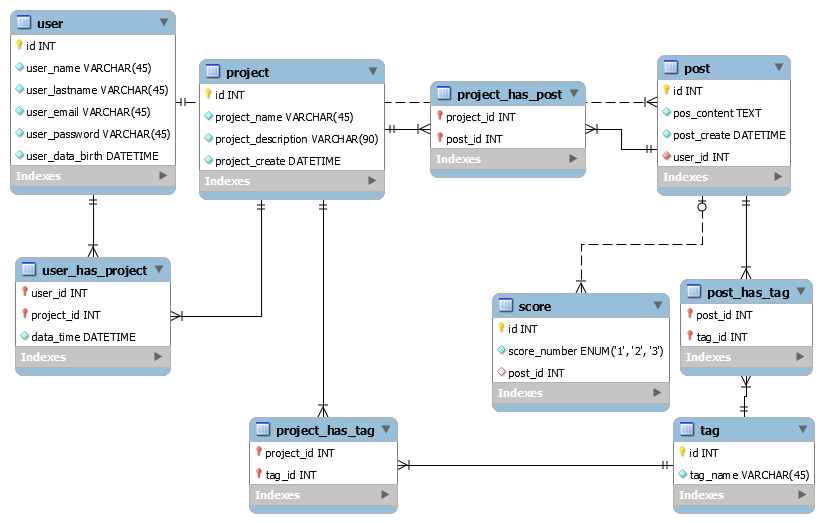 user
id INT
user_name VARCHAR(45)
user_lastname VARCHAR(45)
user_email VARCHAR(45)
user_password VARCHAR(45)
user_data_birth DATETIME
Indexes
project
id INT
project_name VARCHAR(45)
project_description VARCHAR(90)
project_create DATETIME
Indexes
project_has_post
project_id INT
post_id INT
Indexes
post
id INT
pos_content TEXT
post_create DATETIME
user_id INT
Indexes
user_has_project
user_id INT
project_id INT
data_time DATETIME
Indexes
score
id INT
score_number ENUM('1', '2', '3')
post_id INT
Indexes
post_has_tag
post_id INT
tag_id INT
Indexes
project_has_tag
project_id INT
tag_id INT
Indexes
tag
id INT
tag_name VARCHAR(45)
Indexes